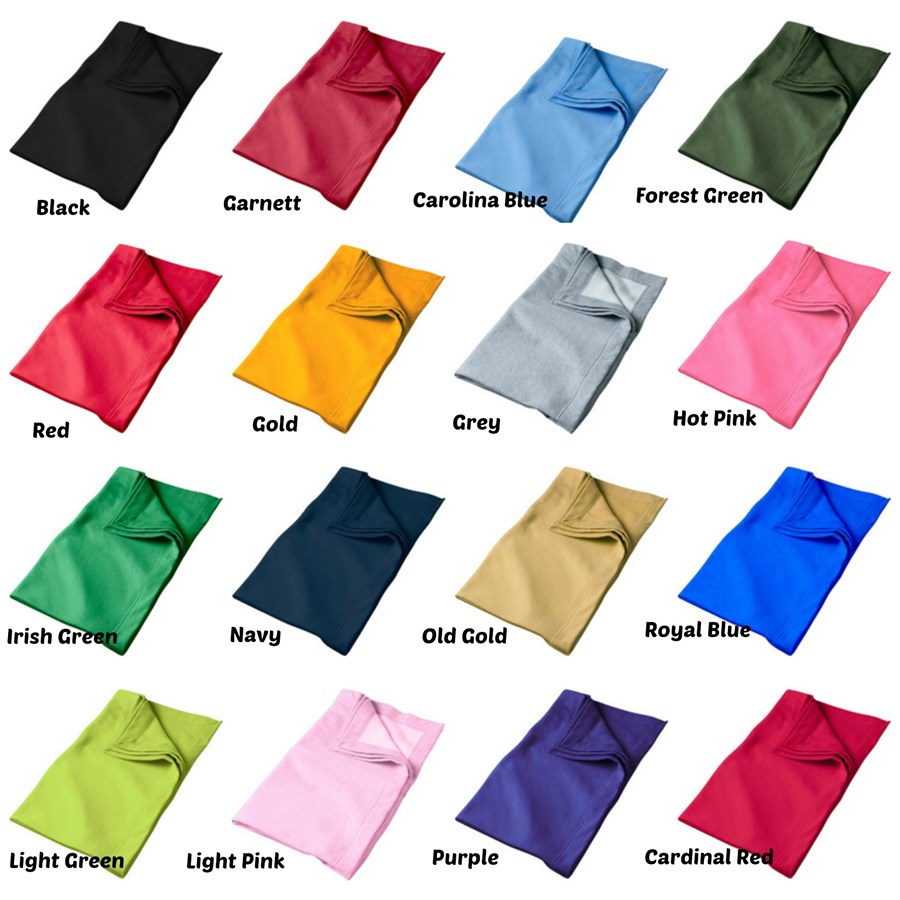 Black
Garnett
Carolina Blue
Forest Green
Red
Gold
Grey
Hot Pink
Irish Green
Navy
Old Gold
Royal Blue
Light Green
Light Pink
Purple
Cardinal Red